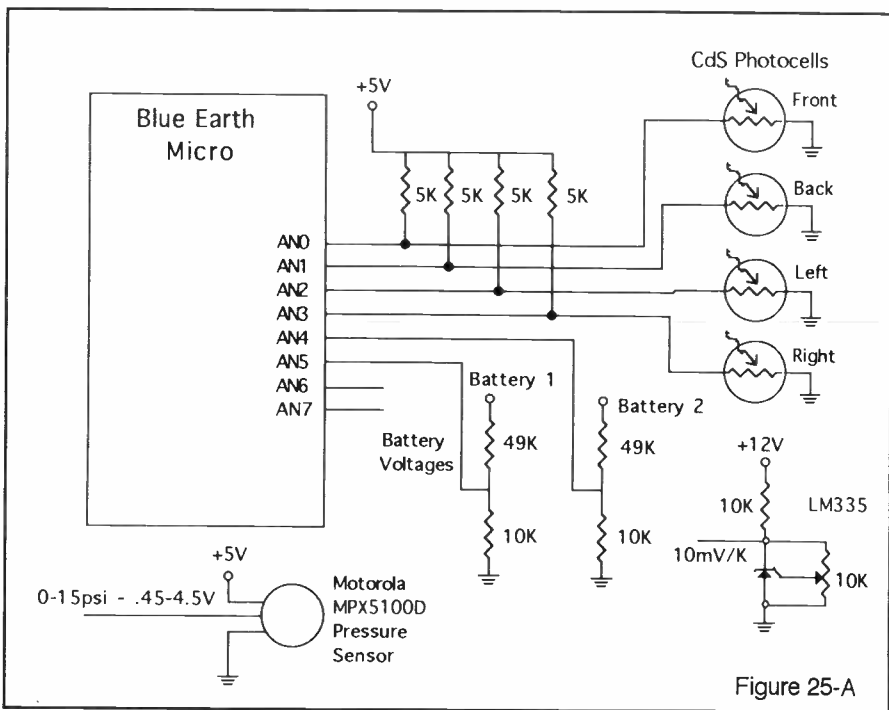 CdS Photocells
+5V
Front
Blue Earth
Micro
5K
5K
5K
5K
Back
AN0
AN1
AN2
AN3
AN4
AN5
AN6
AN7
Left
Right
Battery 1
Battery 2
Battery
Voltages
49K
49K
10K
10K
+12V
10K
LM335
10mV/K
10K
+5V
0-15psi - .45-4.5V
Motorola
MPX5100D
Pressure
Sensor
Figure 25-A